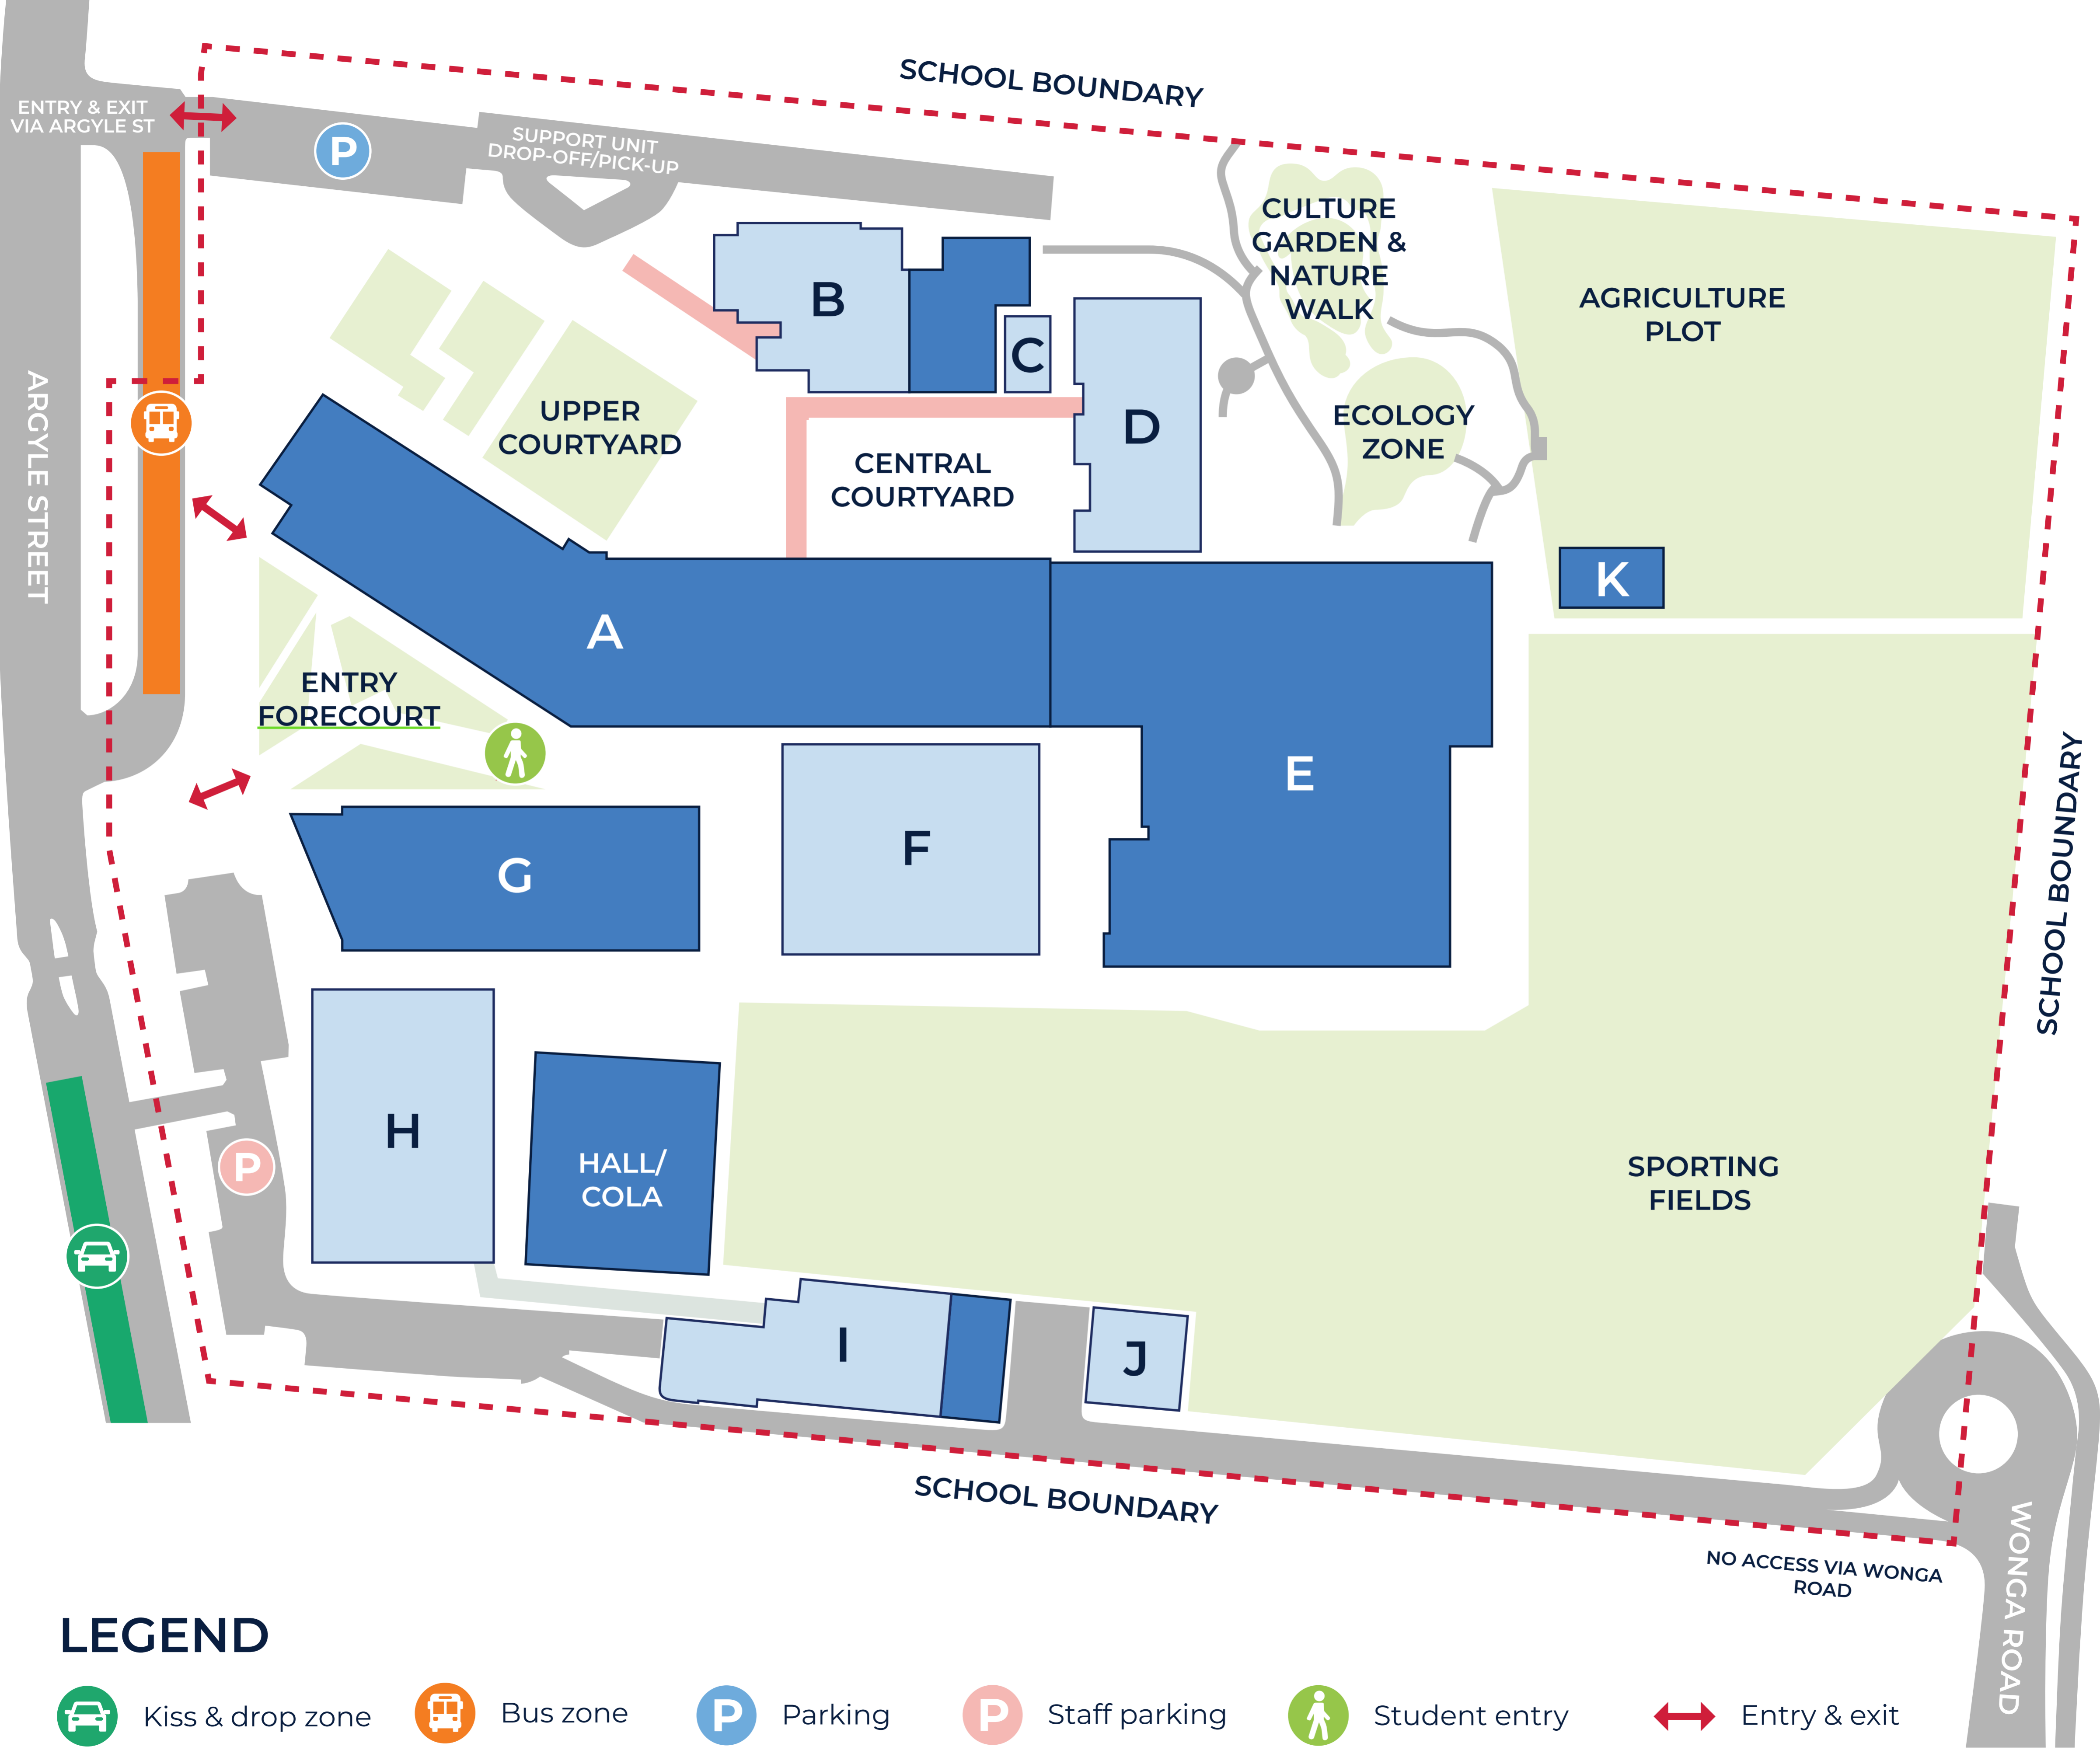 SCHOOL BOUNDARY
ENTRY & EXIT
VIA ARGYLE ST
P
SUPPORT UNIT
DROP-OFF/PICK-UP
CULTURE
GARDEN &
NATURE
WALK
AGRICULTURE
PLOT
B
C
D
UPPER
COURTYARD
CENTRAL
COURTYARD
ECOLOGY
ZONE
ARGYLE STREET
K
A
ENTRY
FORECOURT
E
F
G
SCHOOL BOUNDARY
H
HALL/
COLA
P
SPORTING
FIELDS
I
J
SCHOOL BOUNDARY
NO ACCESS VIA WONGA
ROAD
WONGA ROAD
LEGEND
Kiss & drop zone
Bus zone
P Parking
P Staff parking
Student entry
Entry & exit